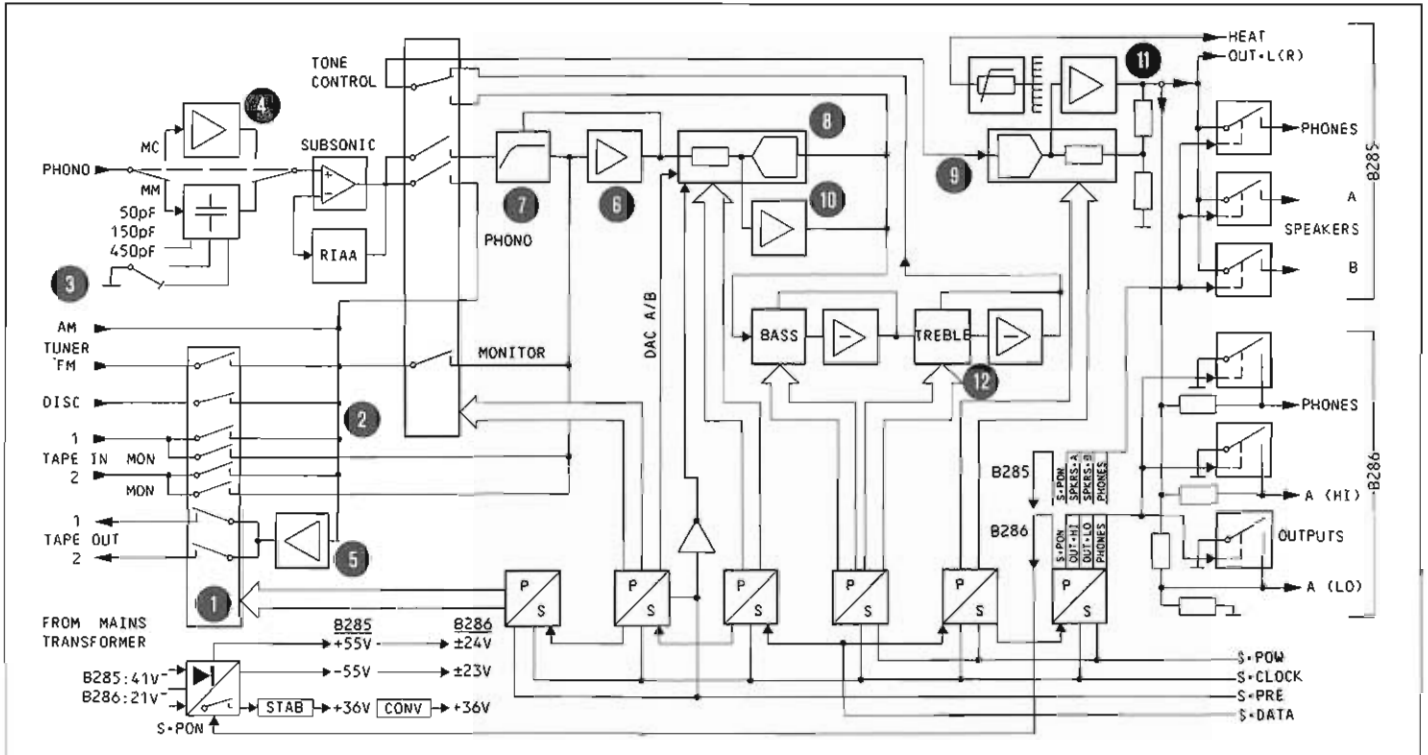 HEAT
OUT•L(R)
TONE
CONTROL
11
4
8
MC
SUBSONIC
PHONES
PHONO
9
B285
MM
A
50pF
7
6
10
SPEAKERS
150pF
PHONO
450pF
RIAA
B
3
DAC A/B
AM
BASS
TREBLE
TUNER
FM
MONITOR
12
DISC
2
PHONES
1
TAPE IN MON
2
B285
S•PON
SPKRS•A
SPKRS•B
PHONES
B286
MON
A (HI)
1
B286
S•PON
OUT•HI
OUT•LO
PHONES
OUTPUTS
TAPE OUT
2
5
P
S
P
S
P
S
P
S
P
S
P
S
A (LO)
1
FROM MAINS
TRANSFORMER
B285
B286
+55V
±24V
S•POW
B285:41V~
-55V
±23V
S•CLOCK
B286:21V~
S•PRE
STAB
+36V
CONV
+36V
S•DATA
S•PON